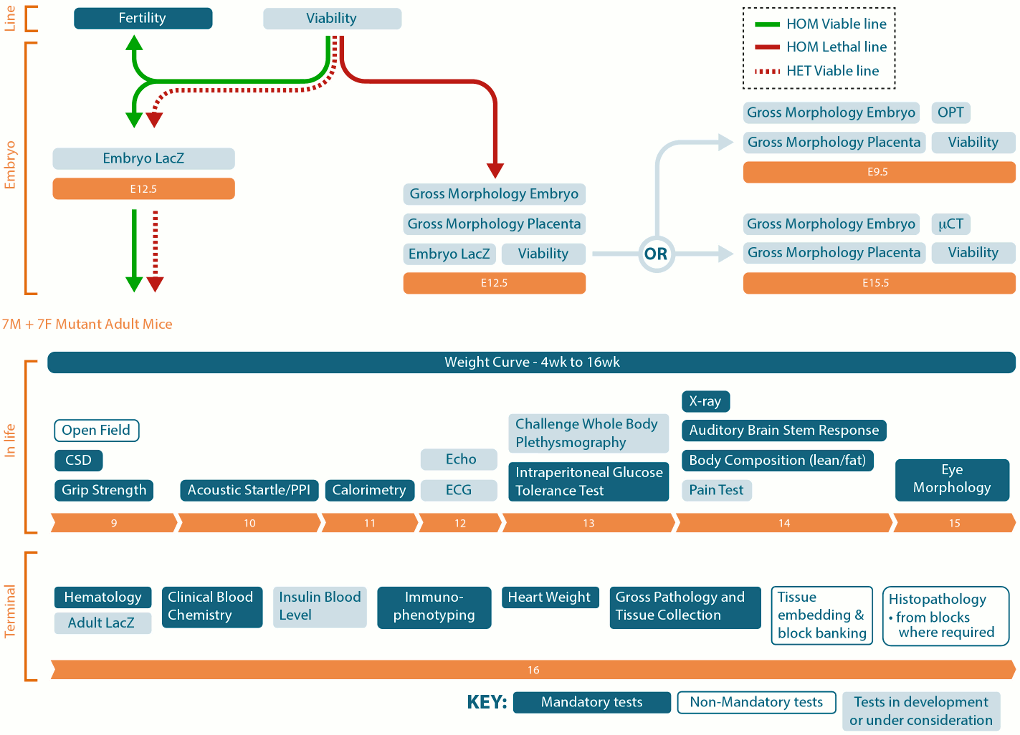 Line
Fertility
Viability
HOM Viable line
HOM Lethal line
HET Viable line
Embryo
Embryo LacZ
E12.5
Gross Morphology Embryo
Gross Morphology Placenta
Embryo LacZ
Viability
E12.5
OR
Gross Morphology Embryo
OPT
Gross Morphology Placenta
Viability
E9.5
Gross Morphology Embryo
µCT
Gross Morphology Placenta
Viability
E15.5
7M + 7F Mutant Adult Mice
In life
Weight Curve - 4wk to 16wk
Open Field
CSD
Grip Strength
Acoustic Startle/PPI
Calorimetry
Echo
ECG
Challenge Whole Body
Plethysmography
Intraperitoneal Glucose
Tolerance Test
X-ray
Auditory Brain Stem Response
Body Composition (lean/fat)
Pain Test
Eye
Morphology
9
10
11
12
13
14
15
Terminal
Hematology
Adult LacZ
Clinical Blood
Chemistry
Insulin Blood
Level
Immuno-
phenotyping
Heart Weight
Gross Pathology and
Tissue Collection
Tissue
embedding &
block banking
Histopathology
• from blocks
where required
16
KEY:
Mandatory tests
Non-Mandatory tests
Tests in development
or under consideration